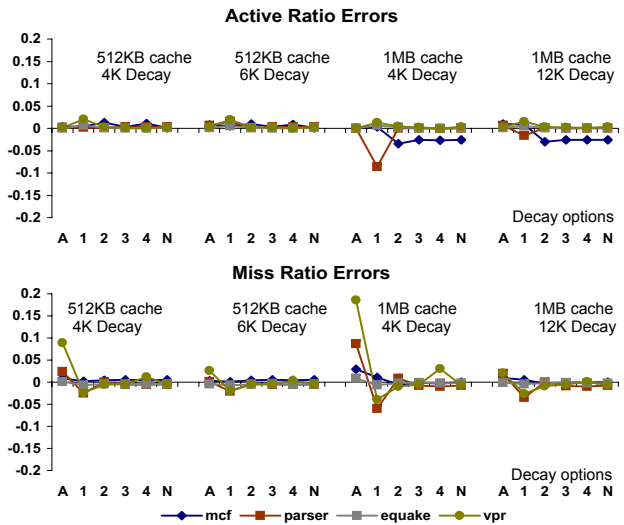 Active Ratio Errors
0.2
0.15
0.1
0.05
0
-0.05
-0.1
-0.15
-0.2
512KB cache
4K Decay
512KB cache
6K Decay
1MB cache
4K Decay
1MB cache
12K Decay
Decay options
A 1 2 3 4 N A 1 2 3 4 N A 1 2 3 4 N A 1 2 3 4 N
Miss Ratio Errors
0.2
0.15
0.1
0.05
0
-0.05
-0.1
-0.15
-0.2
512KB cache
4K Decay
512KB cache
6K Decay
1MB cache
4K Decay
1MB cache
12K Decay
Decay options
A 1 2 3 4 N A 1 2 3 4 N A 1 2 3 4 N A 1 2 3 4 N
mcf parser equake vpr